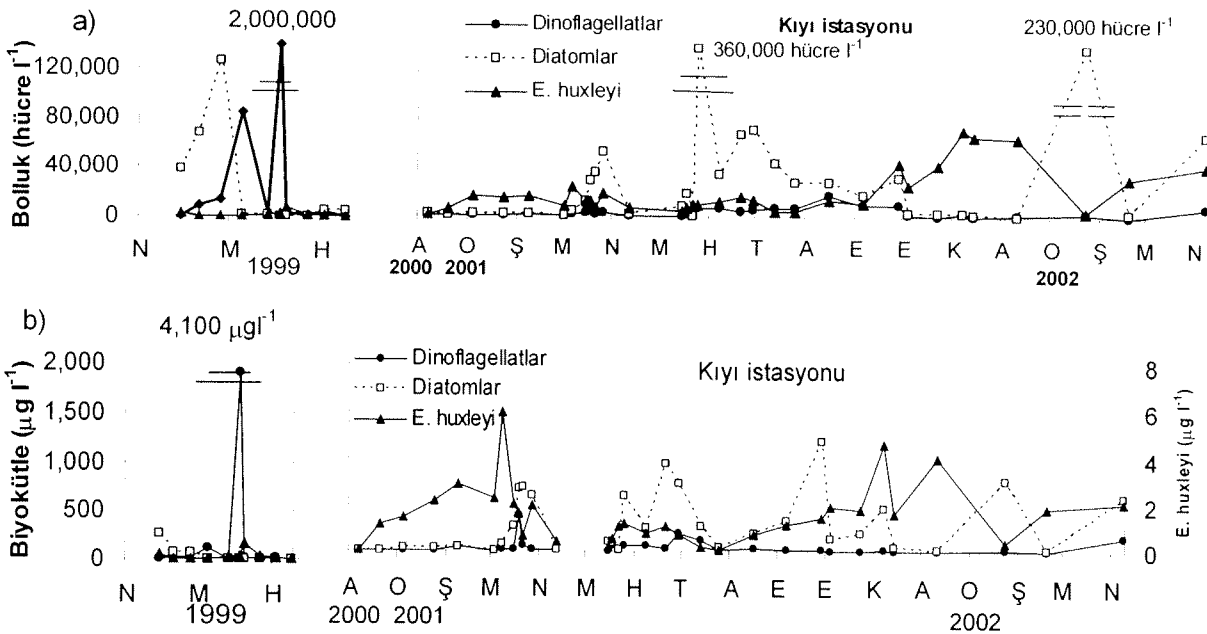 a)
2,000,000
Dinoflagellatlar
Diatomlar
E. huxleyi
Kıyı istasyonu
360,000 hücre l⁻¹
230,000 hücre l⁻¹
Bolluk (hücre l⁻¹)
120,000
80,000
40,000
0
N M H
1999
A O Ş M N M H T A E E K A O Ş M N
2000 2001 2002
b)
4,100 µgl⁻¹
Dinoflagellatlar
Diatomlar
E. huxleyi
Kıyı istasyonu
Biyokütle (µg l⁻¹)
2,000
1,500
1,000
500
0
8
6
4
2
0
E. huxleyi (µg l⁻¹)
N M H
1999
A O Ş M N M H T A E E K A O Ş M N
2000 2001 2002